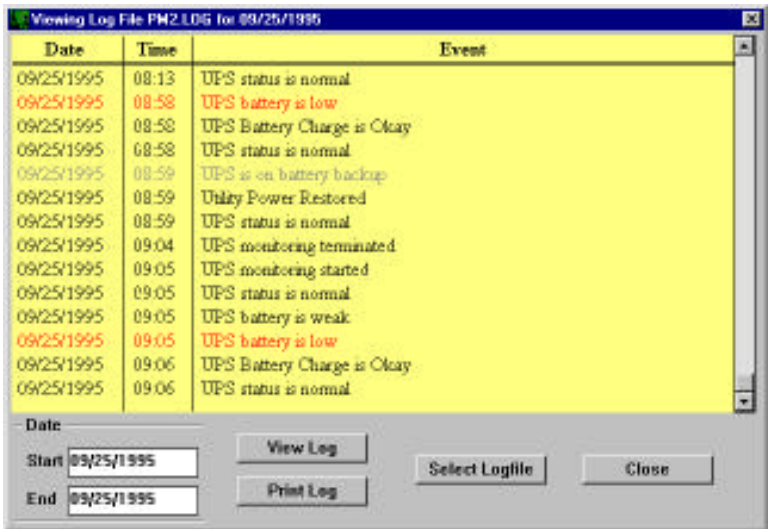 Viewing Log File PM2.LOG for 09/25/1995
Date Time Event
09/25/1995 08:13 UPS status is normal
09/25/1995 08:58 UPS battery is low
09/25/1995 08:58 UPS Battery Charge is Okay
09/25/1995 08:58 UPS status is normal
09/25/1995 08:59 UPS is on battery backup
09/25/1995 08:59 Utility Power Restored
09/25/1995 08:59 UPS status is normal
09/25/1995 09:04 UPS monitoring terminated
09/25/1995 09:05 UPS monitoring started
09/25/1995 09:05 UPS status is normal
09/25/1995 09:05 UPS battery is weak
09/25/1995 09:05 UPS battery is low
09/25/1995 09:06 UPS Battery Charge is Okay
09/25/1995 09:06 UPS status is normal
Date
Start 09/25/1995
End 09/25/1995
View Log
Print Log
Select Logfile
Close